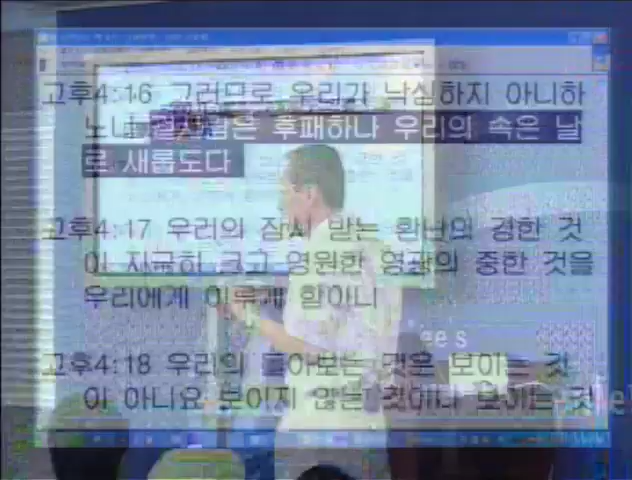 고후4:16 그러므로 우리가 낙심하지 아니하
노니 겉사람은 후패하나 우리의 속은 날
로 새롭도다
고후4:17 우리의 잠시 받는 환난의 경한 것
이 지극히 크고 영원한 영광의 중한 것을
우리에게 이루게 함이니
고후4:18 우리의 돌아보는 것은 보이는 것
이 아니요 보이지 않는 것이니 보이는 것